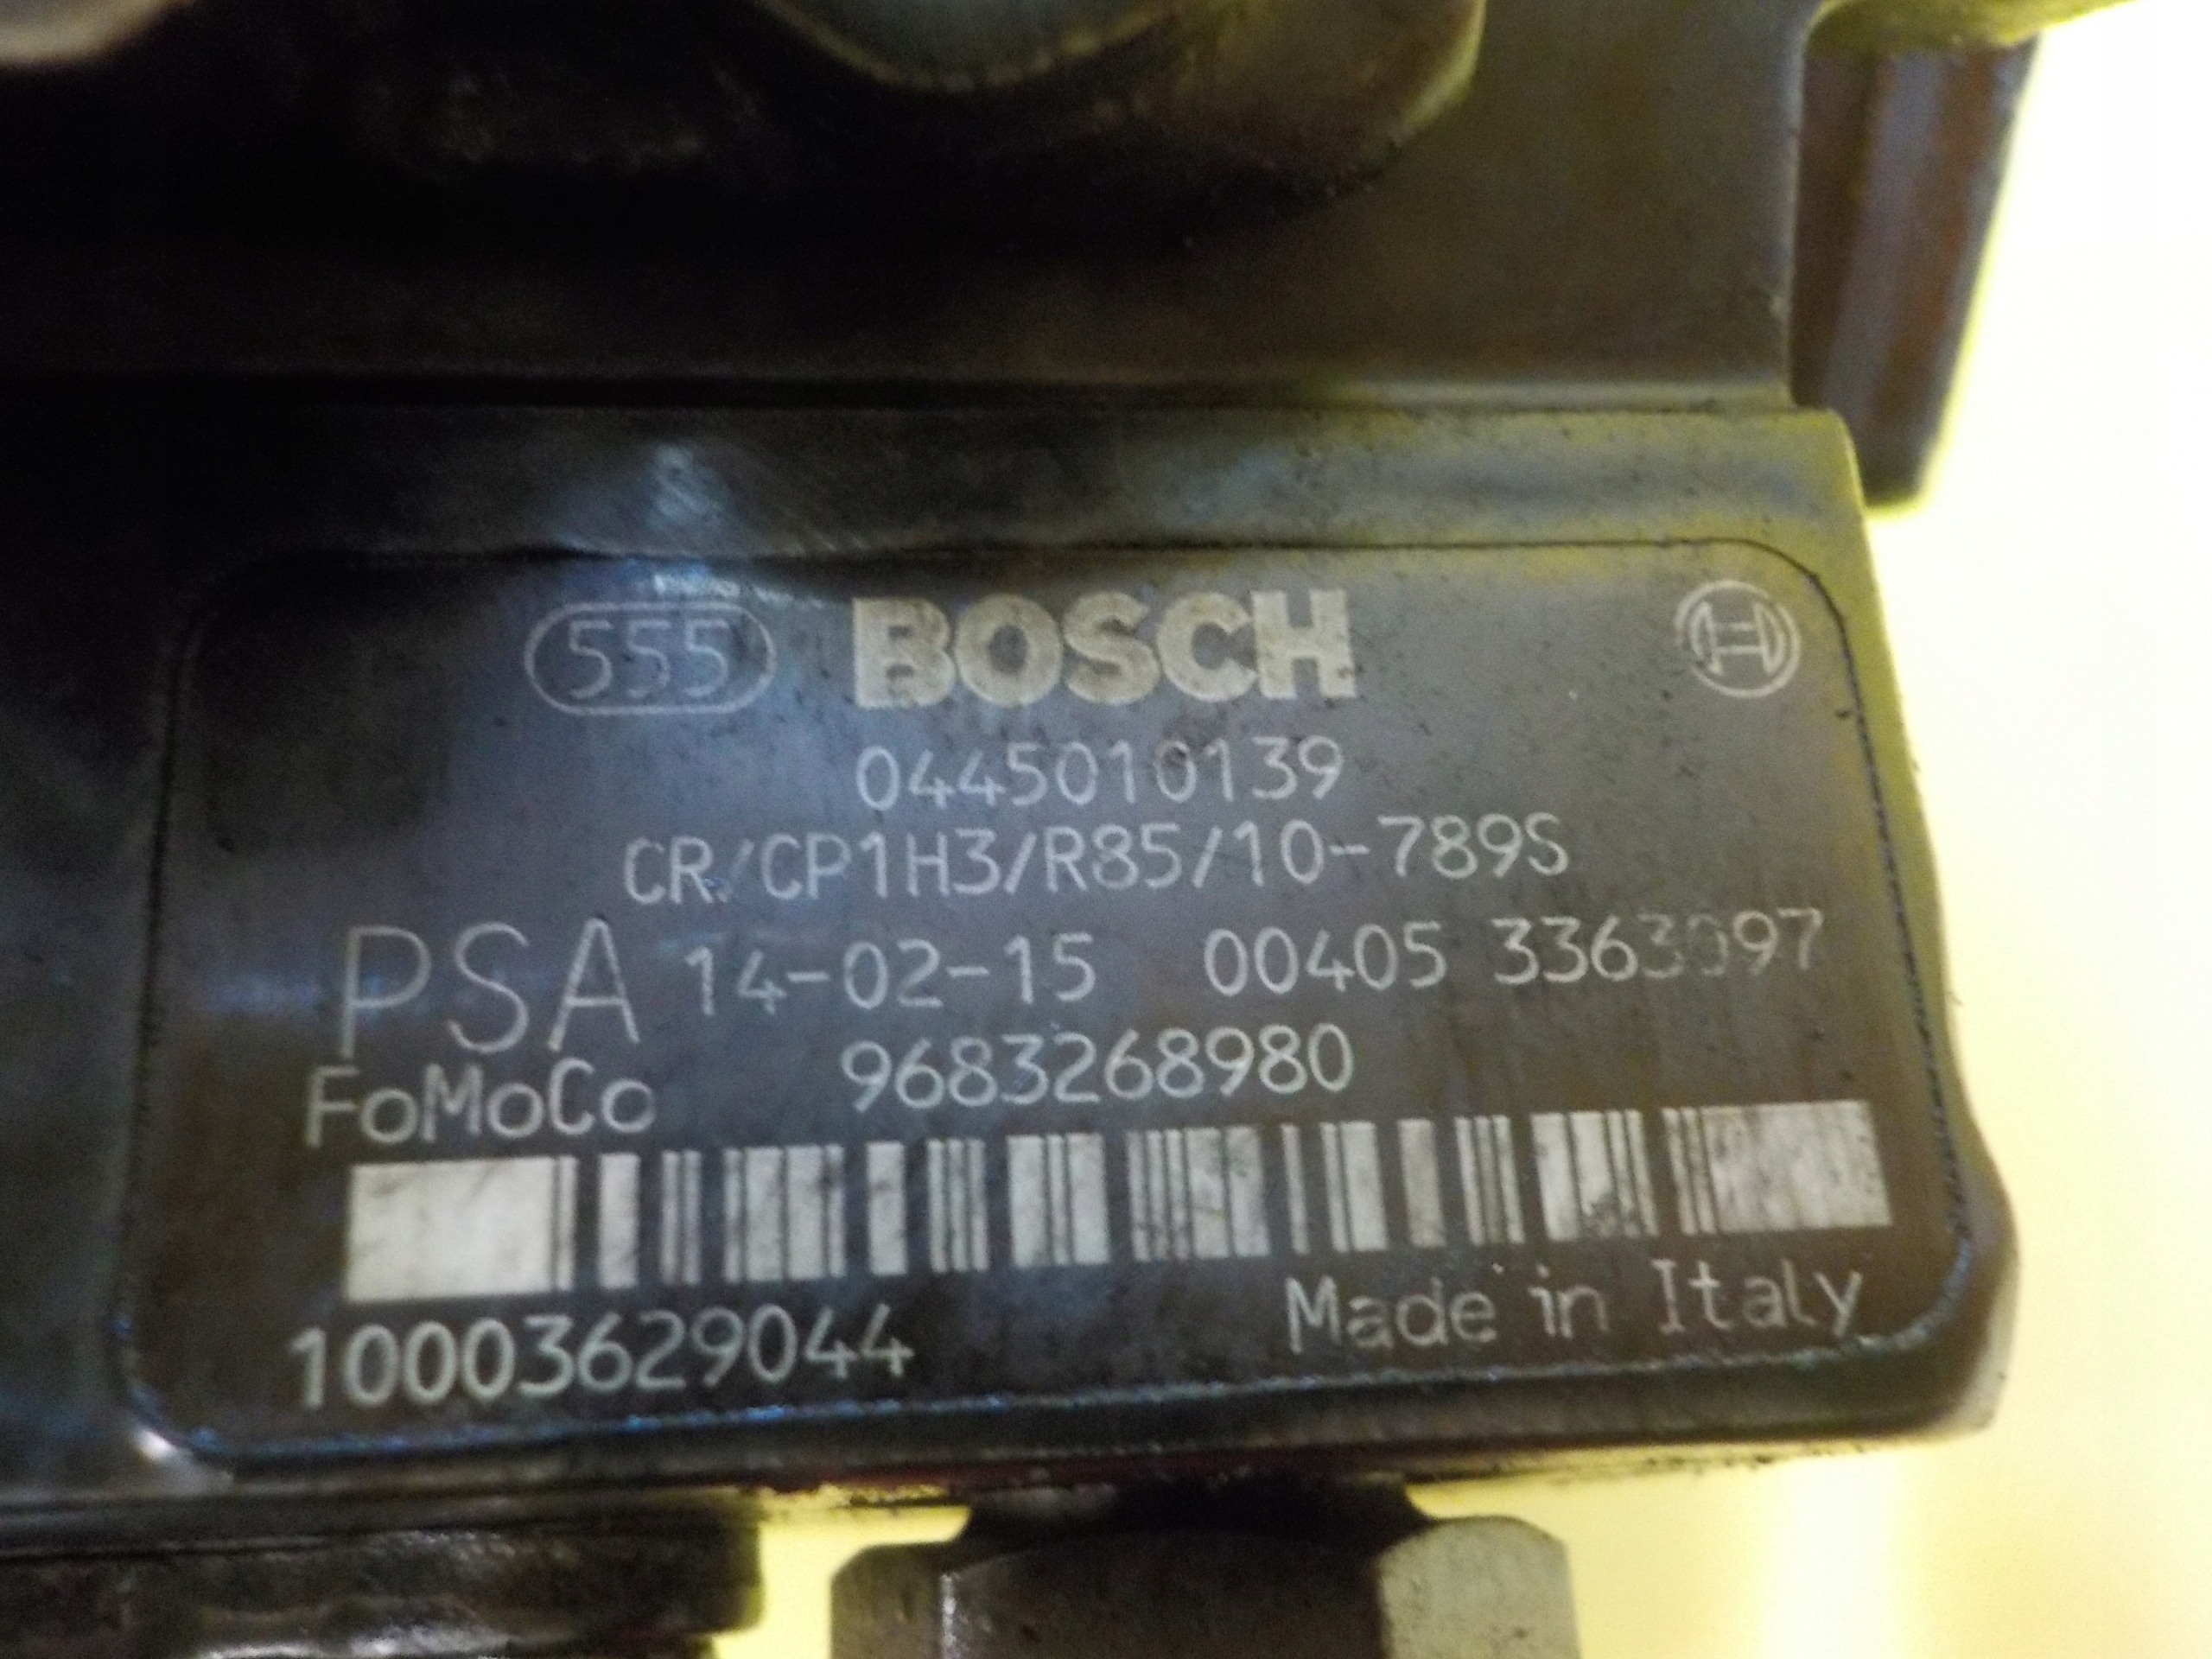 555 BOSCH
0445010139
CR/CP1H3/R85/10-789S
PSA 14-02-15 00405 3363097
FoMoCo 9683268980
10003629044 Made in Italy